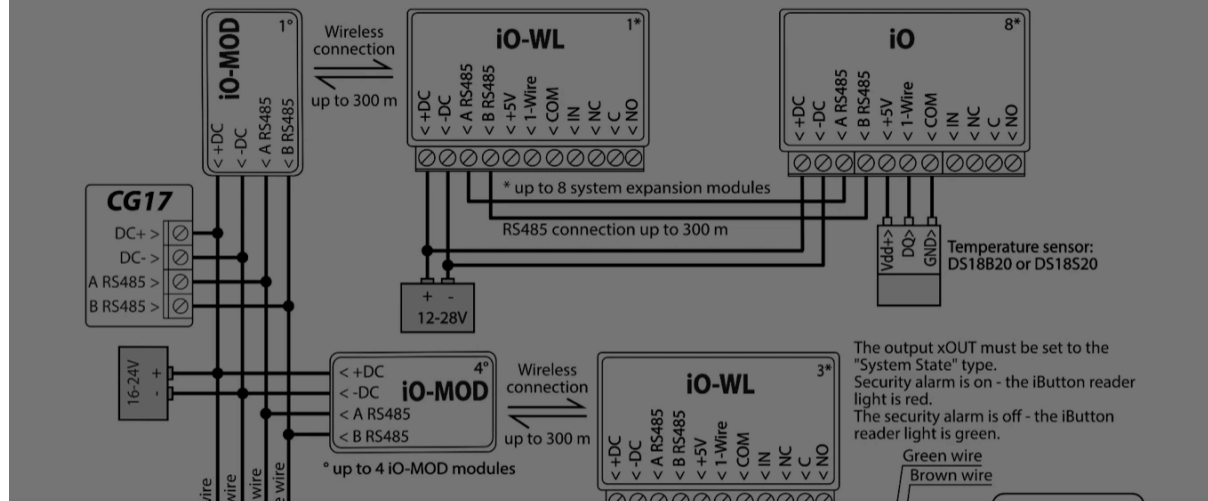 iO-MOD
1°
< +DC
< -DC
< A RS485
< B RS485
Wireless
connection
up to 300 m
iO-WL
1*
< +DC
< -DC
< A RS485
< B RS485
< +5V
< 1-Wire
< COM
< IN
< NC
< C
< NO
iO
8*
< +DC
< -DC
< A RS485
< B RS485
< +5V
< 1-Wire
< COM
< IN
< NC
< C
< NO
* up to 8 system expansion modules
RS485 connection up to 300 m
CG17
DC+ >
DC- >
A RS485 >
B RS485 >
+ -
12-28V
Vdd+>
DQ>
GND>
Temperature sensor:
DS18B20 or DS18S20
16-24V
+
-
< +DC
< -DC
< A RS485
< B RS485
4°
iO-MOD
° up to 4 iO-MOD modules
Wireless
connection
up to 300 m
iO-WL
3*
< +DC
< -DC
< A RS485
< B RS485
< +5V
< 1-Wire
< COM
< IN
< NC
< C
< NO
The output xOUT must be set to the
"System State" type.
Security alarm is on - the iButton reader
light is red.
The security alarm is off - the iButton
reader light is green.
Green wire
Brown wire
wire
wire
wire
wire